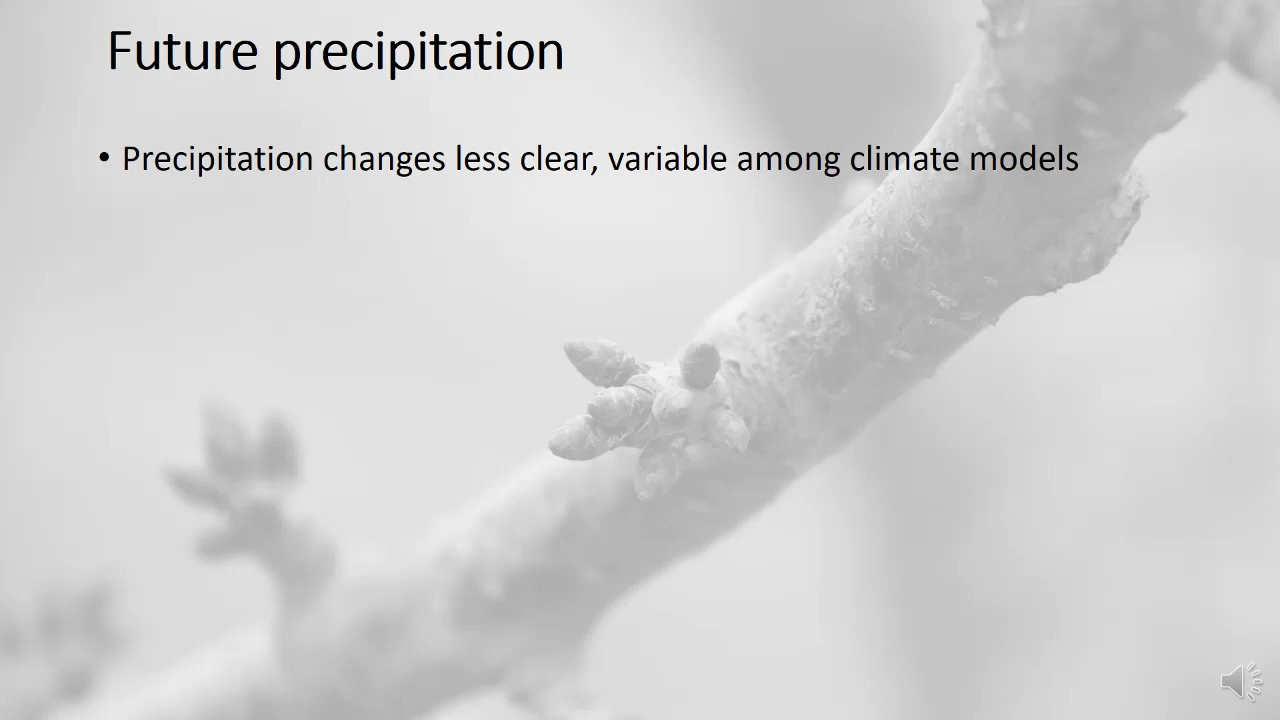 Future precipitation
• Precipitation changes less clear, variable among climate models